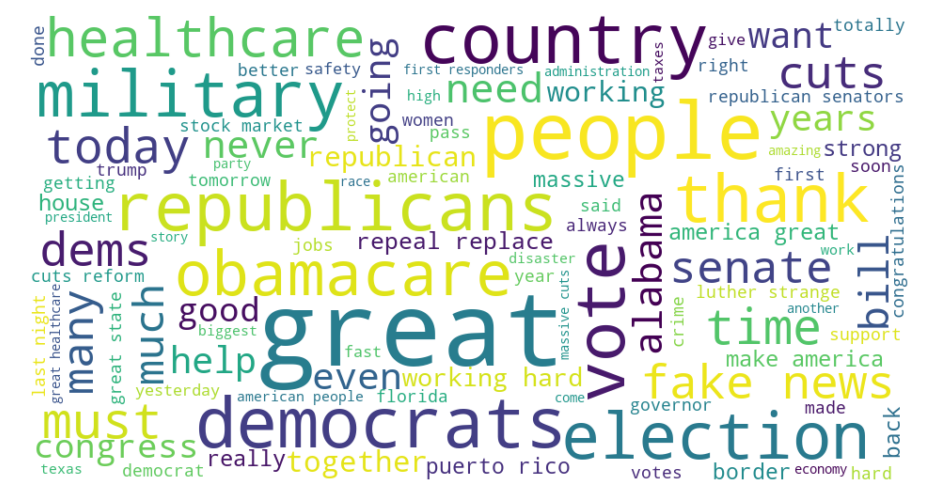 done
healthcare
country
give
want
totally
going
taxes
better
safety
first responders
administration
right
cuts
military
high
need
working
republican senators
stock market
protect
women
pass
people
years
today
never
republican
amazing
strong
trump
party
american
first
soon
getting
tomorrow
race
massive
thank
house
republicans
said
president
always
alabama
america great
congratulations
story
jobs
repeal replace
work
dems
disaster
vote
senate
bill
cuts reform
obamacare
year
last night
great healthcare
great state
many
much
good
great
massive cuts
luther strange
another
biggest
crime
time
support
help
fast
make america
even
working hard
fake news
yesterday
american people
florida
come
must
democrats
governor
made
back
congress
election
really
together
puerto rico
texas
democrat
votes
border
economy
hard